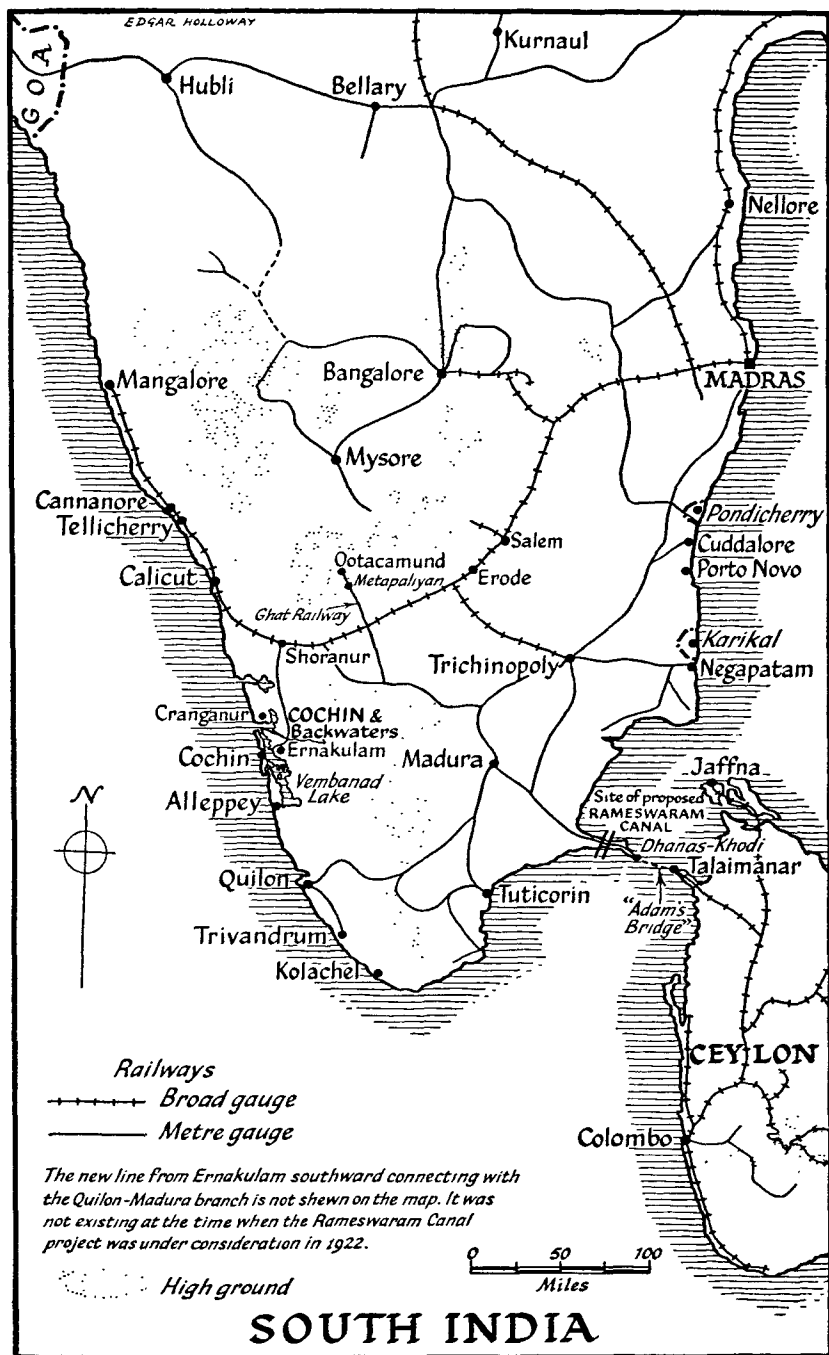 EDGAR HOLLOWAY
GOA
Kurnaul
Hubli
Bellary
Nellore
Mangalore
Bangalore
MADRAS
Mysore
Cannanore
Tellicherry
Pondicherry
Salem
Cuddalore
Ootacamund
Metapaliyan
Erode
Porto Novo
Calicut
Ghat Railway
Shoranur
Trichinopoly
Karikal
Negapatam
Cranganur
COCHIN &
Backwaters
Ernakulam
Cochin
Madura
Jaffna
Vembanad
Lake
Alleppey
Site of proposed
RAMESWARAM
CANAL
N
Dhanas-Khodi
Talaimanar
Quilon
Tuticorin
"Adam's
Bridge"
Trivandrum
Kolachel
CEYLON
Railways
Broad gauge
Metre gauge
Colombo
The new line from Ernakulam southward connecting with
the Quilon-Madura branch is not shewn on the map. It was
not existing at the time when the Rameswaram Canal
project was under consideration in 1922.
0 50 100
Miles
High ground
SOUTH INDIA